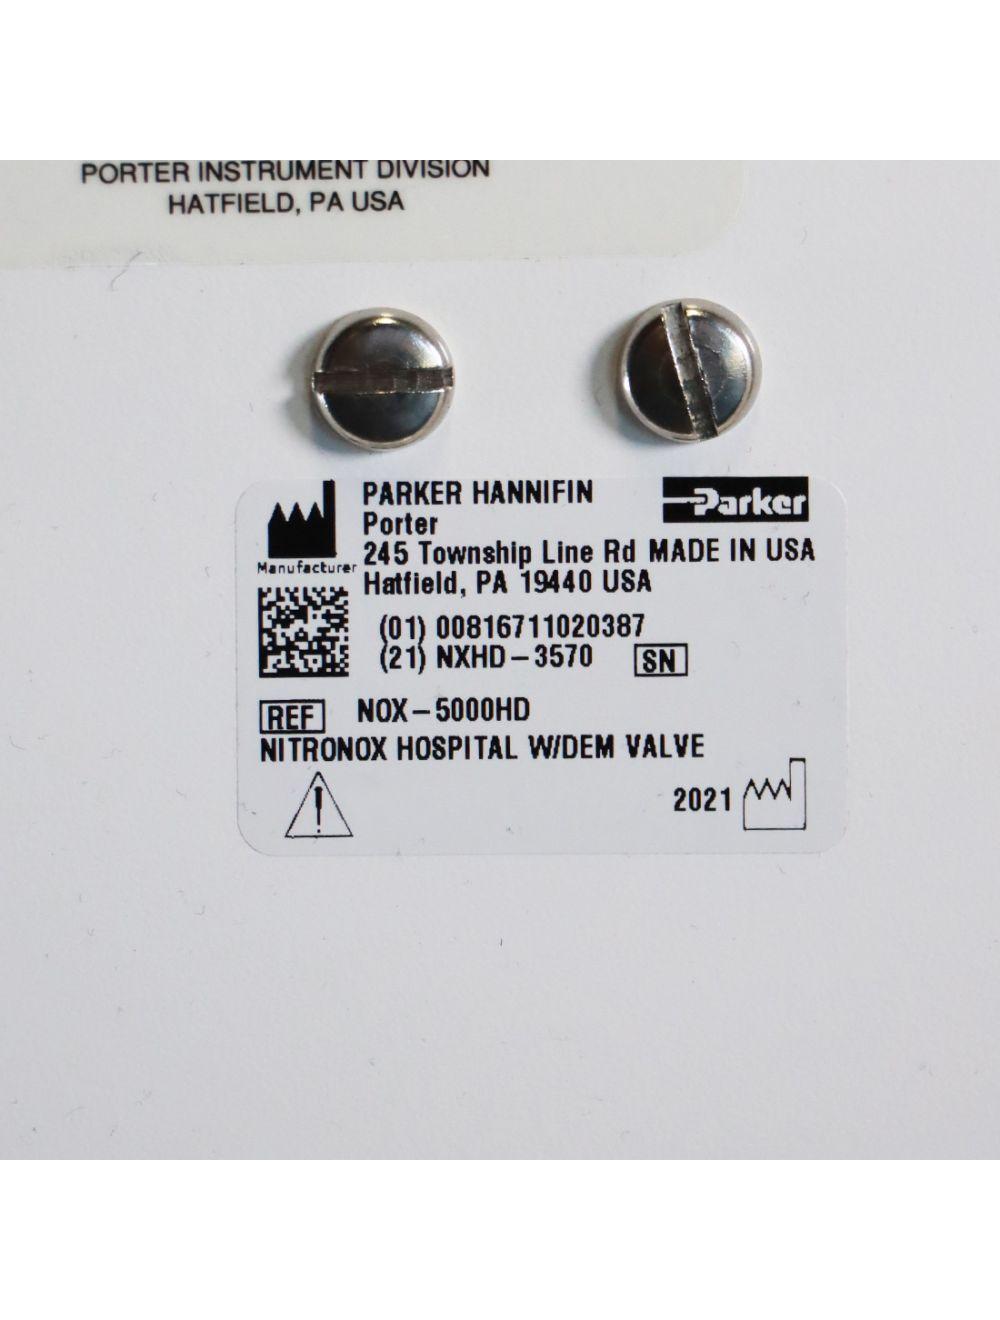 PORTER INSTRUMENT DIVISION
HATFIELD, PA USA
PARKER HANNIFIN
Parker
Porter
245 Township Line Rd MADE IN USA
Manufacturer
Hatfield, PA 19440 USA
(01) 00816711020387
(21) NXHD-3570 SN
REF NOX-5000HD
NITRONOX HOSPITAL W/DEM VALVE
2021